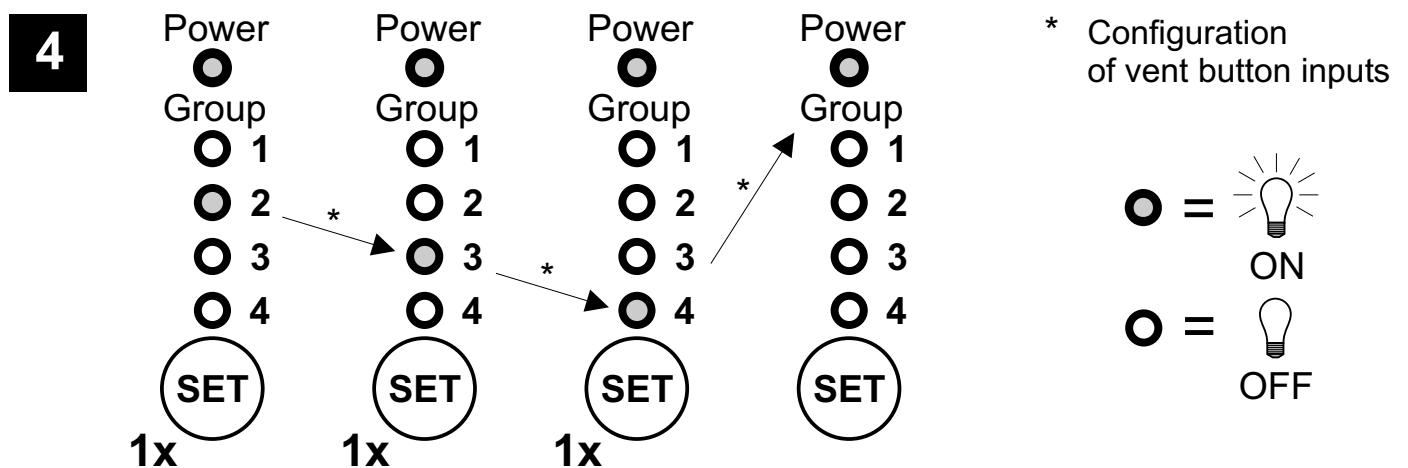 4
Power Power Power Power
* Configuration
of vent button inputs
Group Group Group Group
1 1 1 1
2 * 2 2 * 2
3 * 3 3 3
4 4 4 4
= ON
= OFF
SET SET SET SET
1x 1x 1x